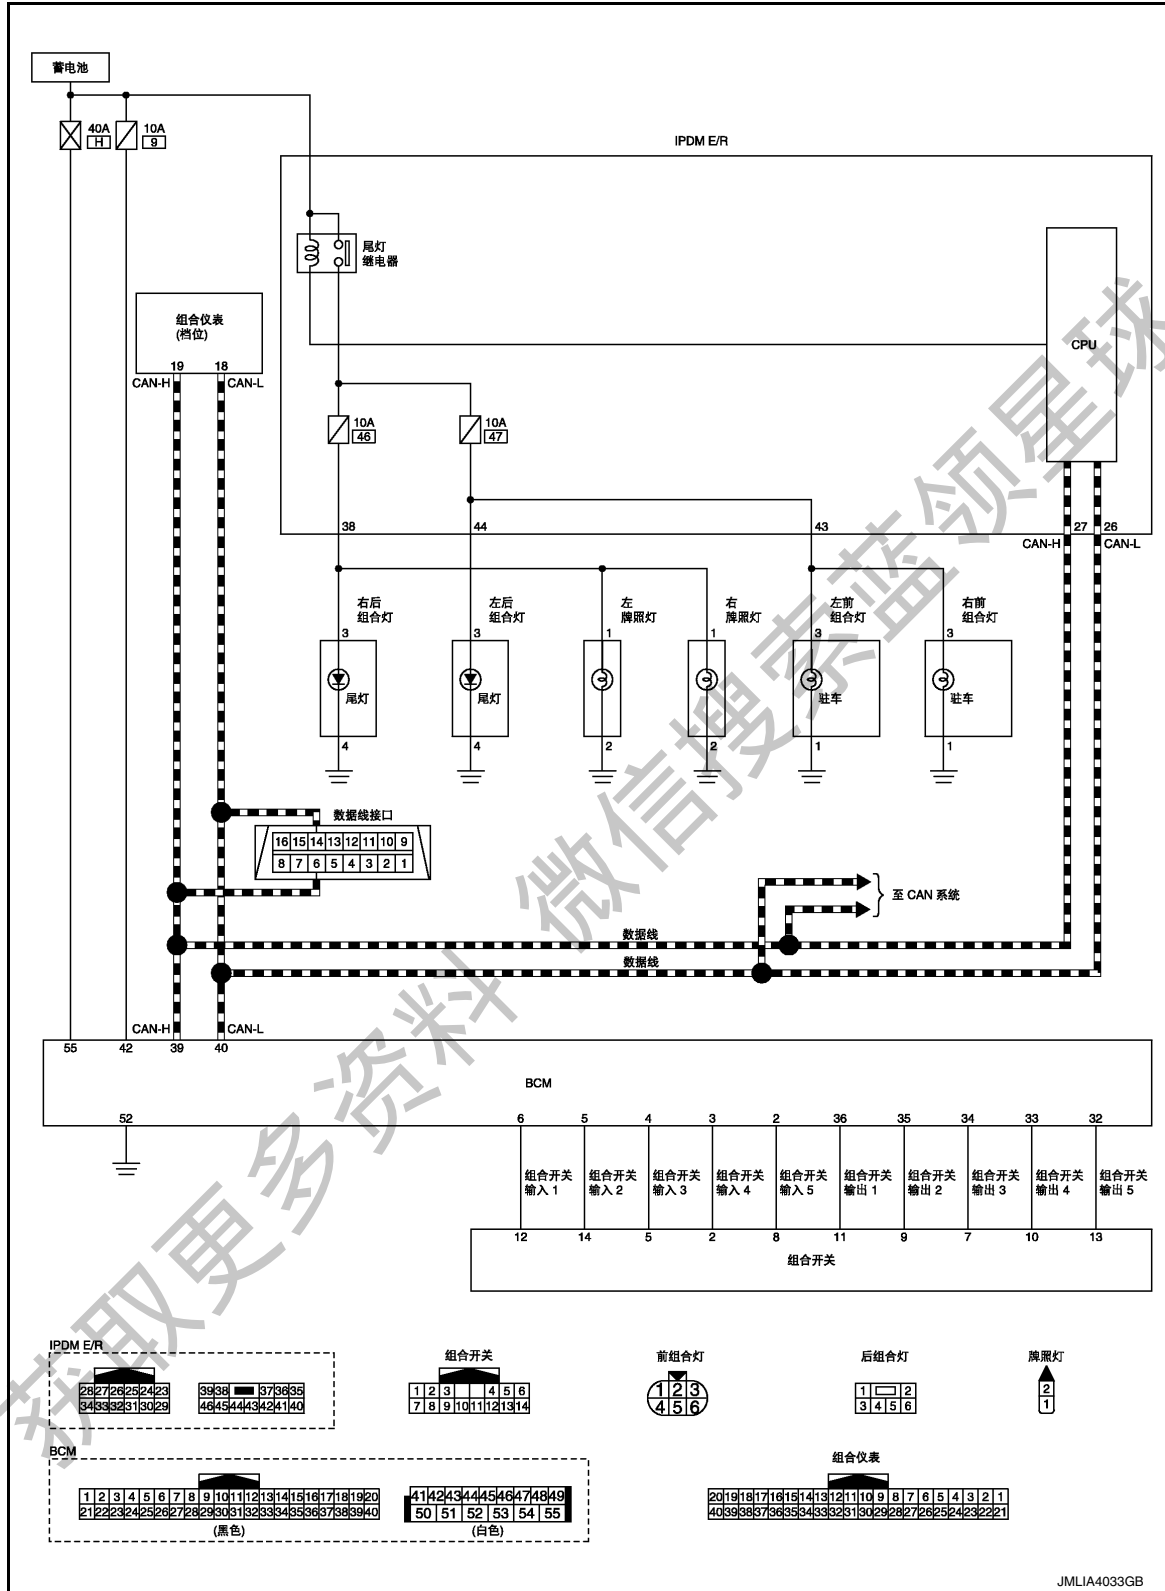 蓄电池
40A
H
10A
9
IPDM E/R
尾灯
继电器
组合仪表
(档位)
CPU
19 18
CAN-H CAN-L
10A
46
10A
47
38 44 43 27 26
CAN-H CAN-L
右后
组合灯
左后
组合灯
左
牌照灯
右
牌照灯
左前
组合灯
右前
组合灯
3 3 1 1 3 3
尾灯 尾灯 驻车 驻车
4 4 2 2 1 1
数据线接口
16 15 14 13 12 11 10 9
8 7 6 5 4 3 2 1
至 CAN 系统
数据线
数据线
CAN-H CAN-L
55 42 39 40
BCM
52 6 5 4 3 2 36 35 34 33 32
组合开关
输入 1
组合开关
输入 2
组合开关
输入 3
组合开关
输入 4
组合开关
输入 5
组合开关
输出 1
组合开关
输出 2
组合开关
输出 3
组合开关
输出 4
组合开关
输出 5
12 14 5 2 8 11 9 7 10 13
组合开关
IPDM E/R
28 27 26 25 24 23
34 33 32 31 30 29
39 38 37 36 35
46 45 44 43 42 41 40
组合开关
1 2 3 4 5 6
7 8 9 10 11 12 13 14
前组合灯
1 2 3
4 5 6
后组合灯
1 2
3 4 5 6
牌照灯
2
1
BCM
1 2 3 4 5 6 7 8 9 10 11 12 13 14 15 16 17 18 19 20
21 22 23 24 25 26 27 28 29 30 31 32 33 34 35 36 37 38 39 40
(黑色)
41 42 43 44 45 46 47 48 49
50 51 52 53 54 55
(白色)
组合仪表
20 19 18 17 16 15 14 13 12 11 10 9 8 7 6 5 4 3 2 1
40 39 38 37 36 35 34 33 32 31 30 29 28 27 26 25 24 23 22 21
JMLIA4033GB
获取更多资料 微信搜索蓝领星球